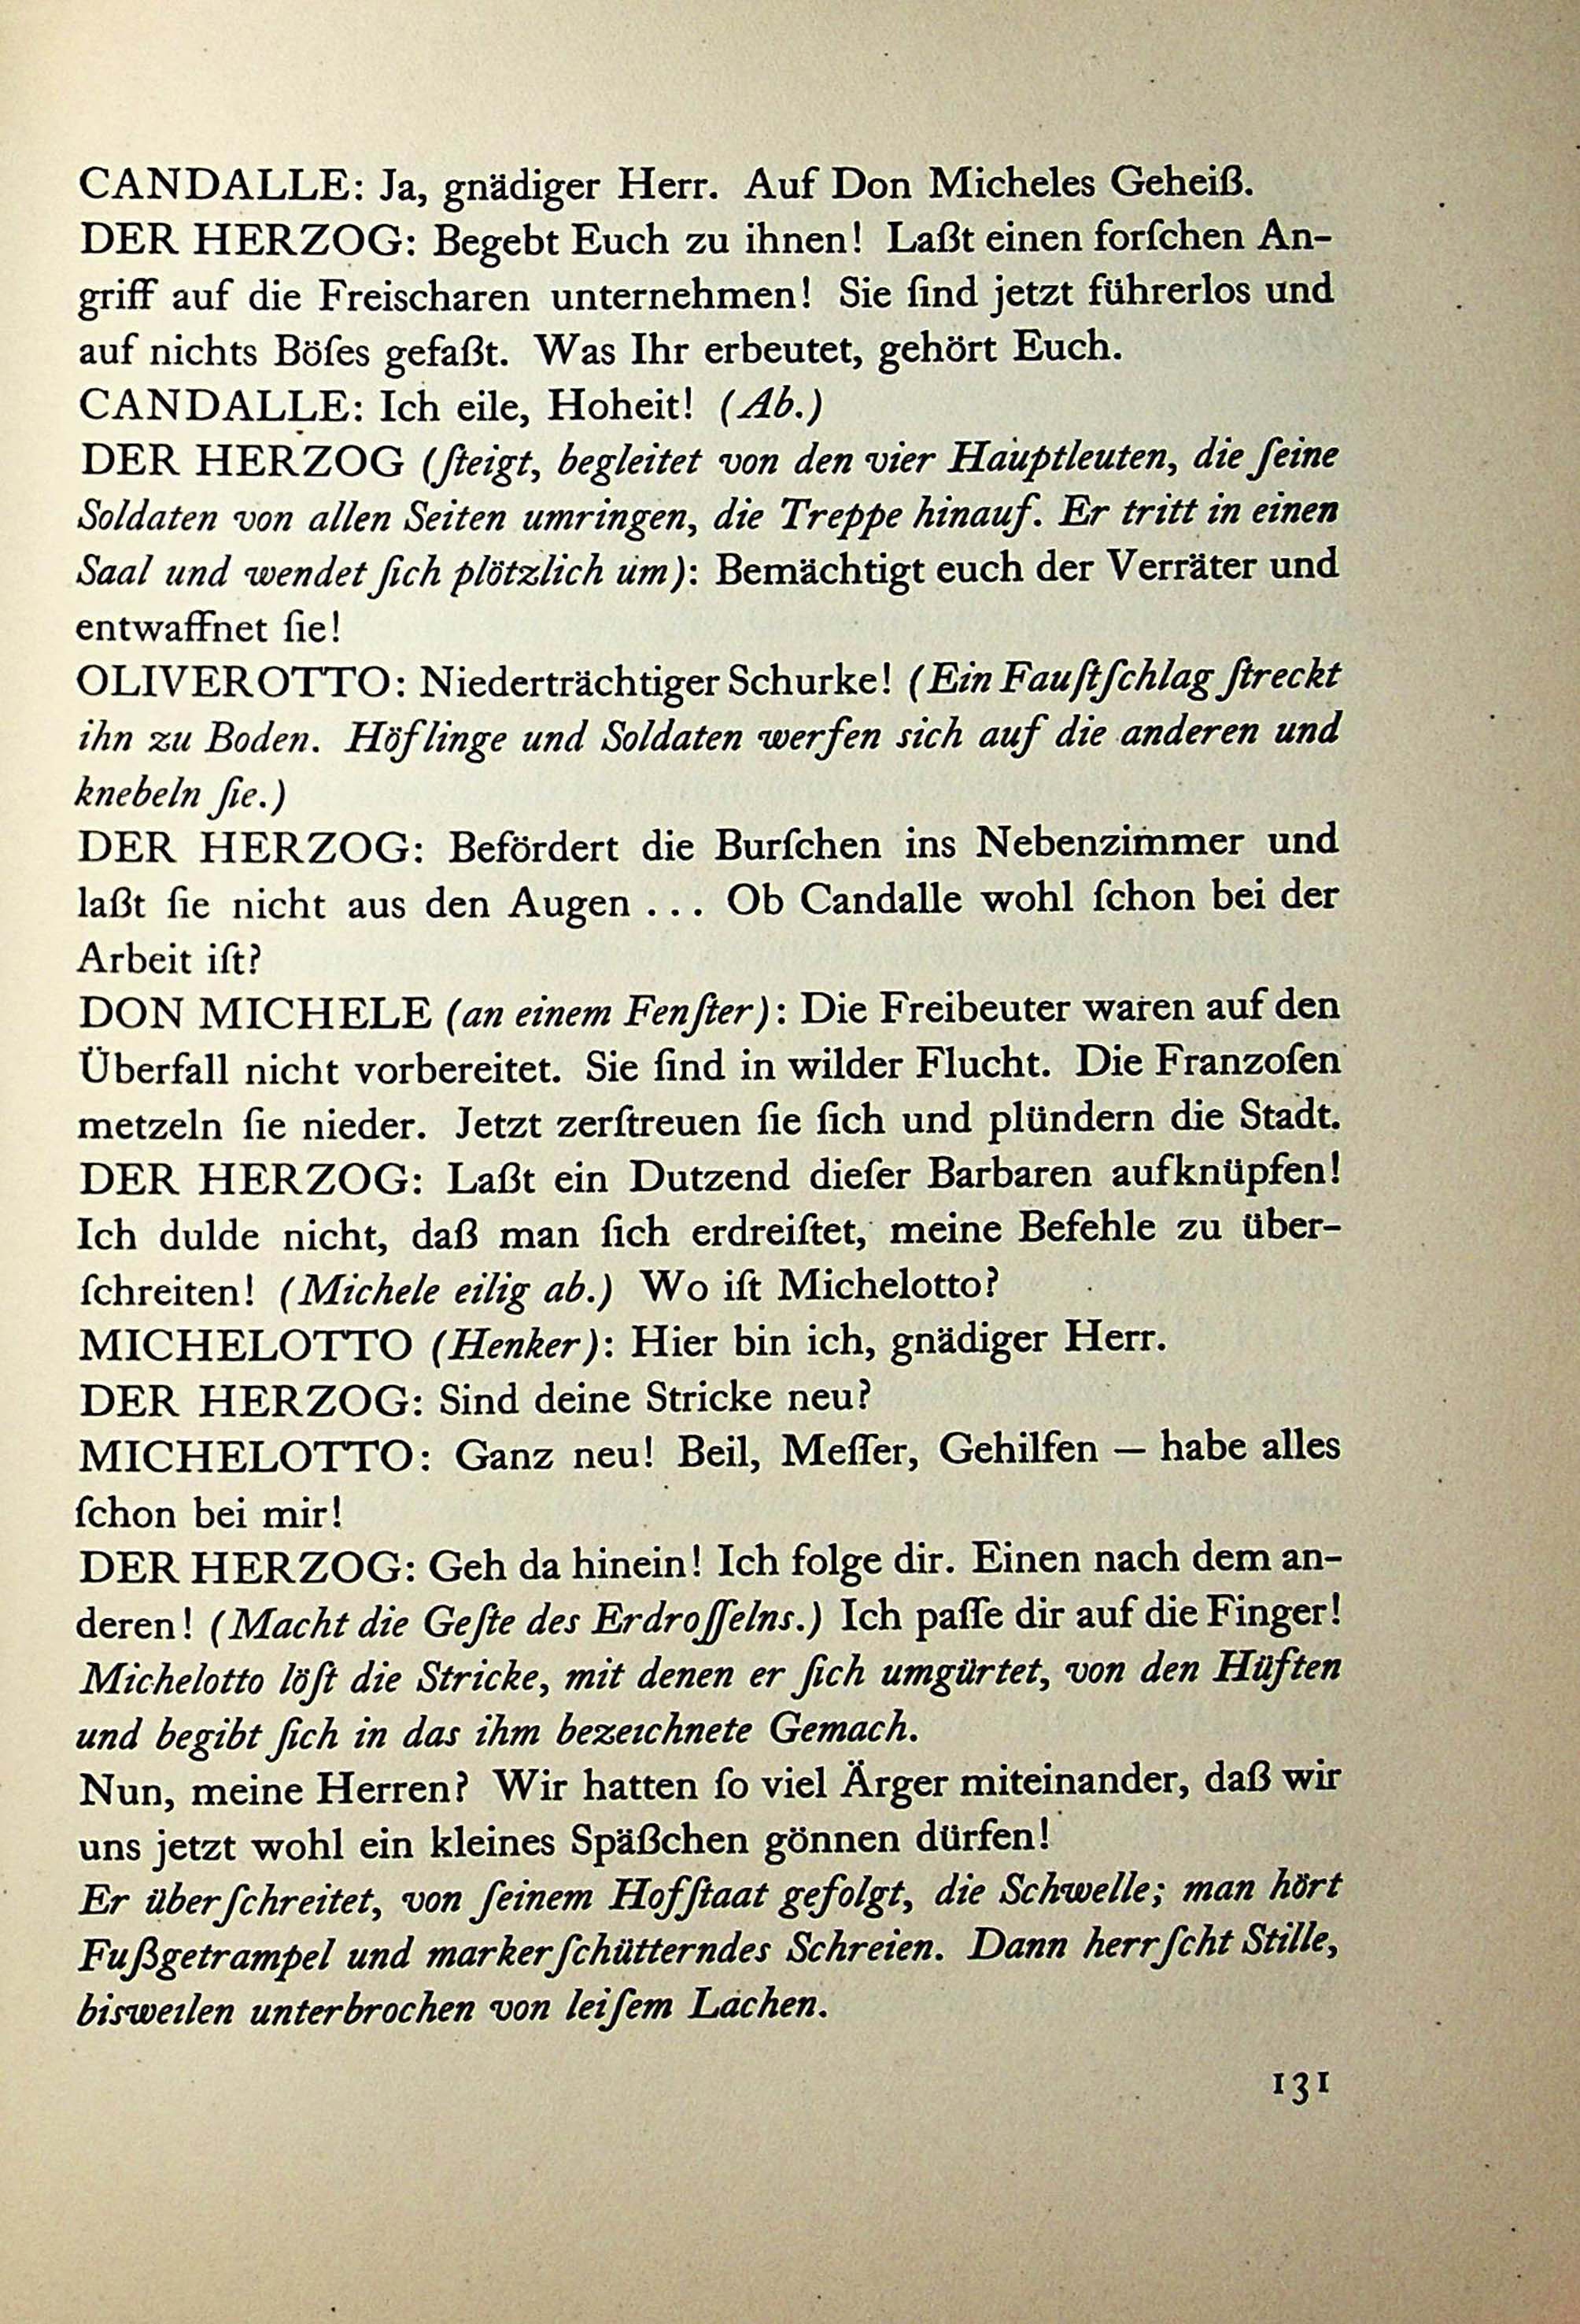 CANDALLE: Ja, gnädiger Herr. Auf Don Micheles Geheiß.
DER HERZOG: Begebt Euch zu ihnen! Laßt einen forſchen An-
griff auf die Freischaren unternehmen! Sie ſind jetzt führerlos und
auf nichts Böſes gefaßt. Was Ihr erbeutet, gehört Euch.
CANDALLE: Ich eile, Hoheit! (Ab.)
DER HERZOG (ſteigt, begleitet von den vier Hauptleuten, die ſeine
Soldaten von allen Seiten umringen, die Treppe hinauf. Er tritt in einen
Saal und wendet ſich plötzlich um): Bemächtigt euch der Verräter und
entwaffnet ſie!
OLIVEROTTO: Niederträchtiger Schurke! (Ein Fauſtſchlag ſtreckt
ihn zu Boden. Höflinge und Soldaten werfen sich auf die anderen und
knebeln ſie.)
DER HERZOG: Befördert die Burſchen ins Nebenzimmer und
laßt ſie nicht aus den Augen ... Ob Candalle wohl ſchon bei der
Arbeit iſt?
DON MICHELE (an einem Fenſter): Die Freibeuter waren auf den
Überfall nicht vorbereitet. Sie ſind in wilder Flucht. Die Franzoſen
metzeln ſie nieder. Jetzt zerſtreuen ſie ſich und plündern die Stadt.
DER HERZOG: Laßt ein Dutzend dieſer Barbaren aufknüpfen!
Ich dulde nicht, daß man ſich erdreiſtet, meine Befehle zu über-
ſchreiten! (Michele eilig ab.) Wo iſt Michelotto?
MICHELOTTO (Henker): Hier bin ich, gnädiger Herr.
DER HERZOG: Sind deine Stricke neu?
MICHELOTTO: Ganz neu! Beil, Meſſer, Gehilfen — habe alles
ſchon bei mir!
DER HERZOG: Geh da hinein! Ich folge dir. Einen nach dem an-
deren! (Macht die Geſte des Erdroſſelns.) Ich paſſe dir auf die Finger!
Michelotto löſt die Stricke, mit denen er ſich umgürtet, von den Hüften
und begibt ſich in das ihm bezeichnete Gemach.
Nun, meine Herren? Wir hatten ſo viel Ärger miteinander, daß wir
uns jetzt wohl ein kleines Späßchen gönnen dürfen!
Er überſchreitet, von ſeinem Hofſtaat gefolgt, die Schwelle; man hört
Fußgetrampel und markerſchütterndes Schreien. Dann herrſcht Stille,
bisweilen unterbrochen von leiſem Lachen.
131